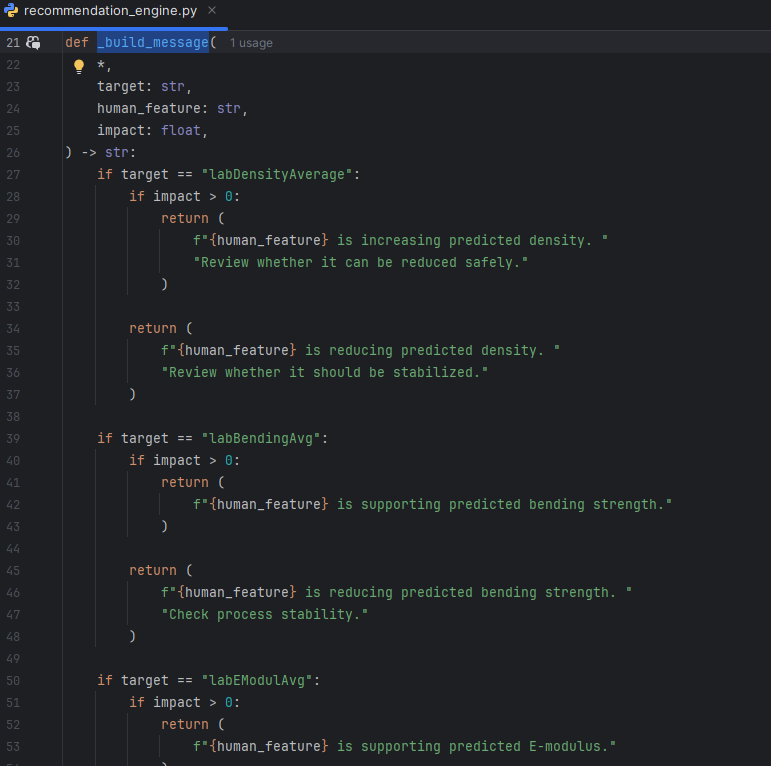 recommendation_engine.py ×
21 def _build_message( 1 usage
22 *,
23 target: str,
24 human_feature: str,
25 impact: float,
26 ) -> str:
27 if target == "labDensityAverage":
28 if impact > 0:
29 return (
30 f"{human_feature} is increasing predicted density. "
31 "Review whether it can be reduced safely."
32 )
33
34 return (
35 f"{human_feature} is reducing predicted density. "
36 "Review whether it should be stabilized."
37 )
38
39 if target == "labBendingAvg":
40 if impact > 0:
41 return (
42 f"{human_feature} is supporting predicted bending strength."
43 )
44
45 return (
46 f"{human_feature} is reducing predicted bending strength. "
47 "Check process stability."
48 )
49
50 if target == "labEModulAvg":
51 if impact > 0:
52 return (
53 f"{human_feature} is supporting predicted E-modulus."